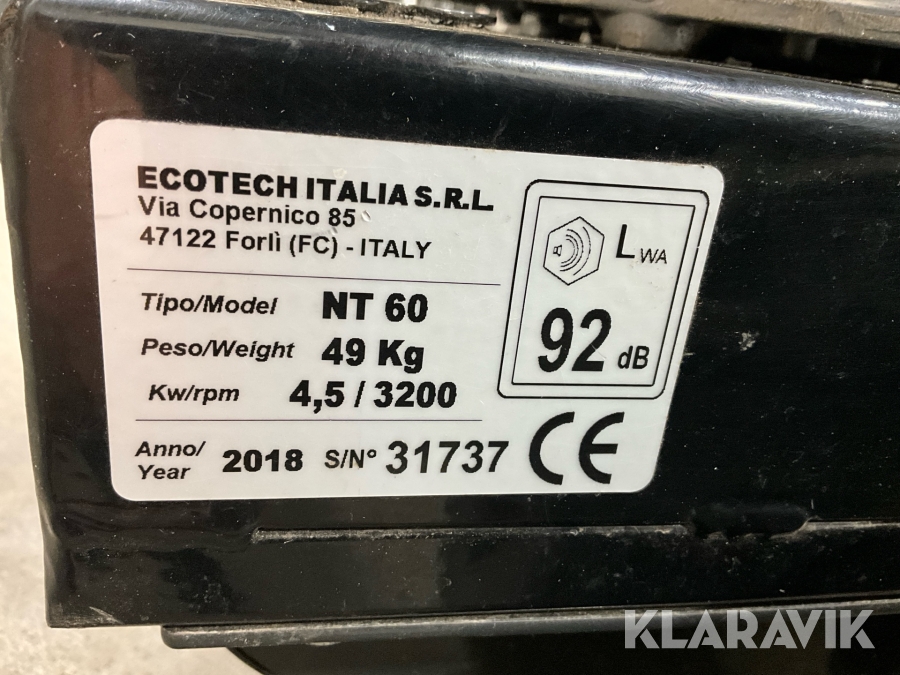 ECOTECH ITALIA S.R.L.
Via Copernico 85
47122 Forlì (FC) - ITALY
Tipo/Model NT 60
Peso/Weight 49 Kg
Kw/rpm 4,5 / 3200
Anno/
Year 2018 S/N° 31737
LWA
92 dB
CE
KLARAVIK